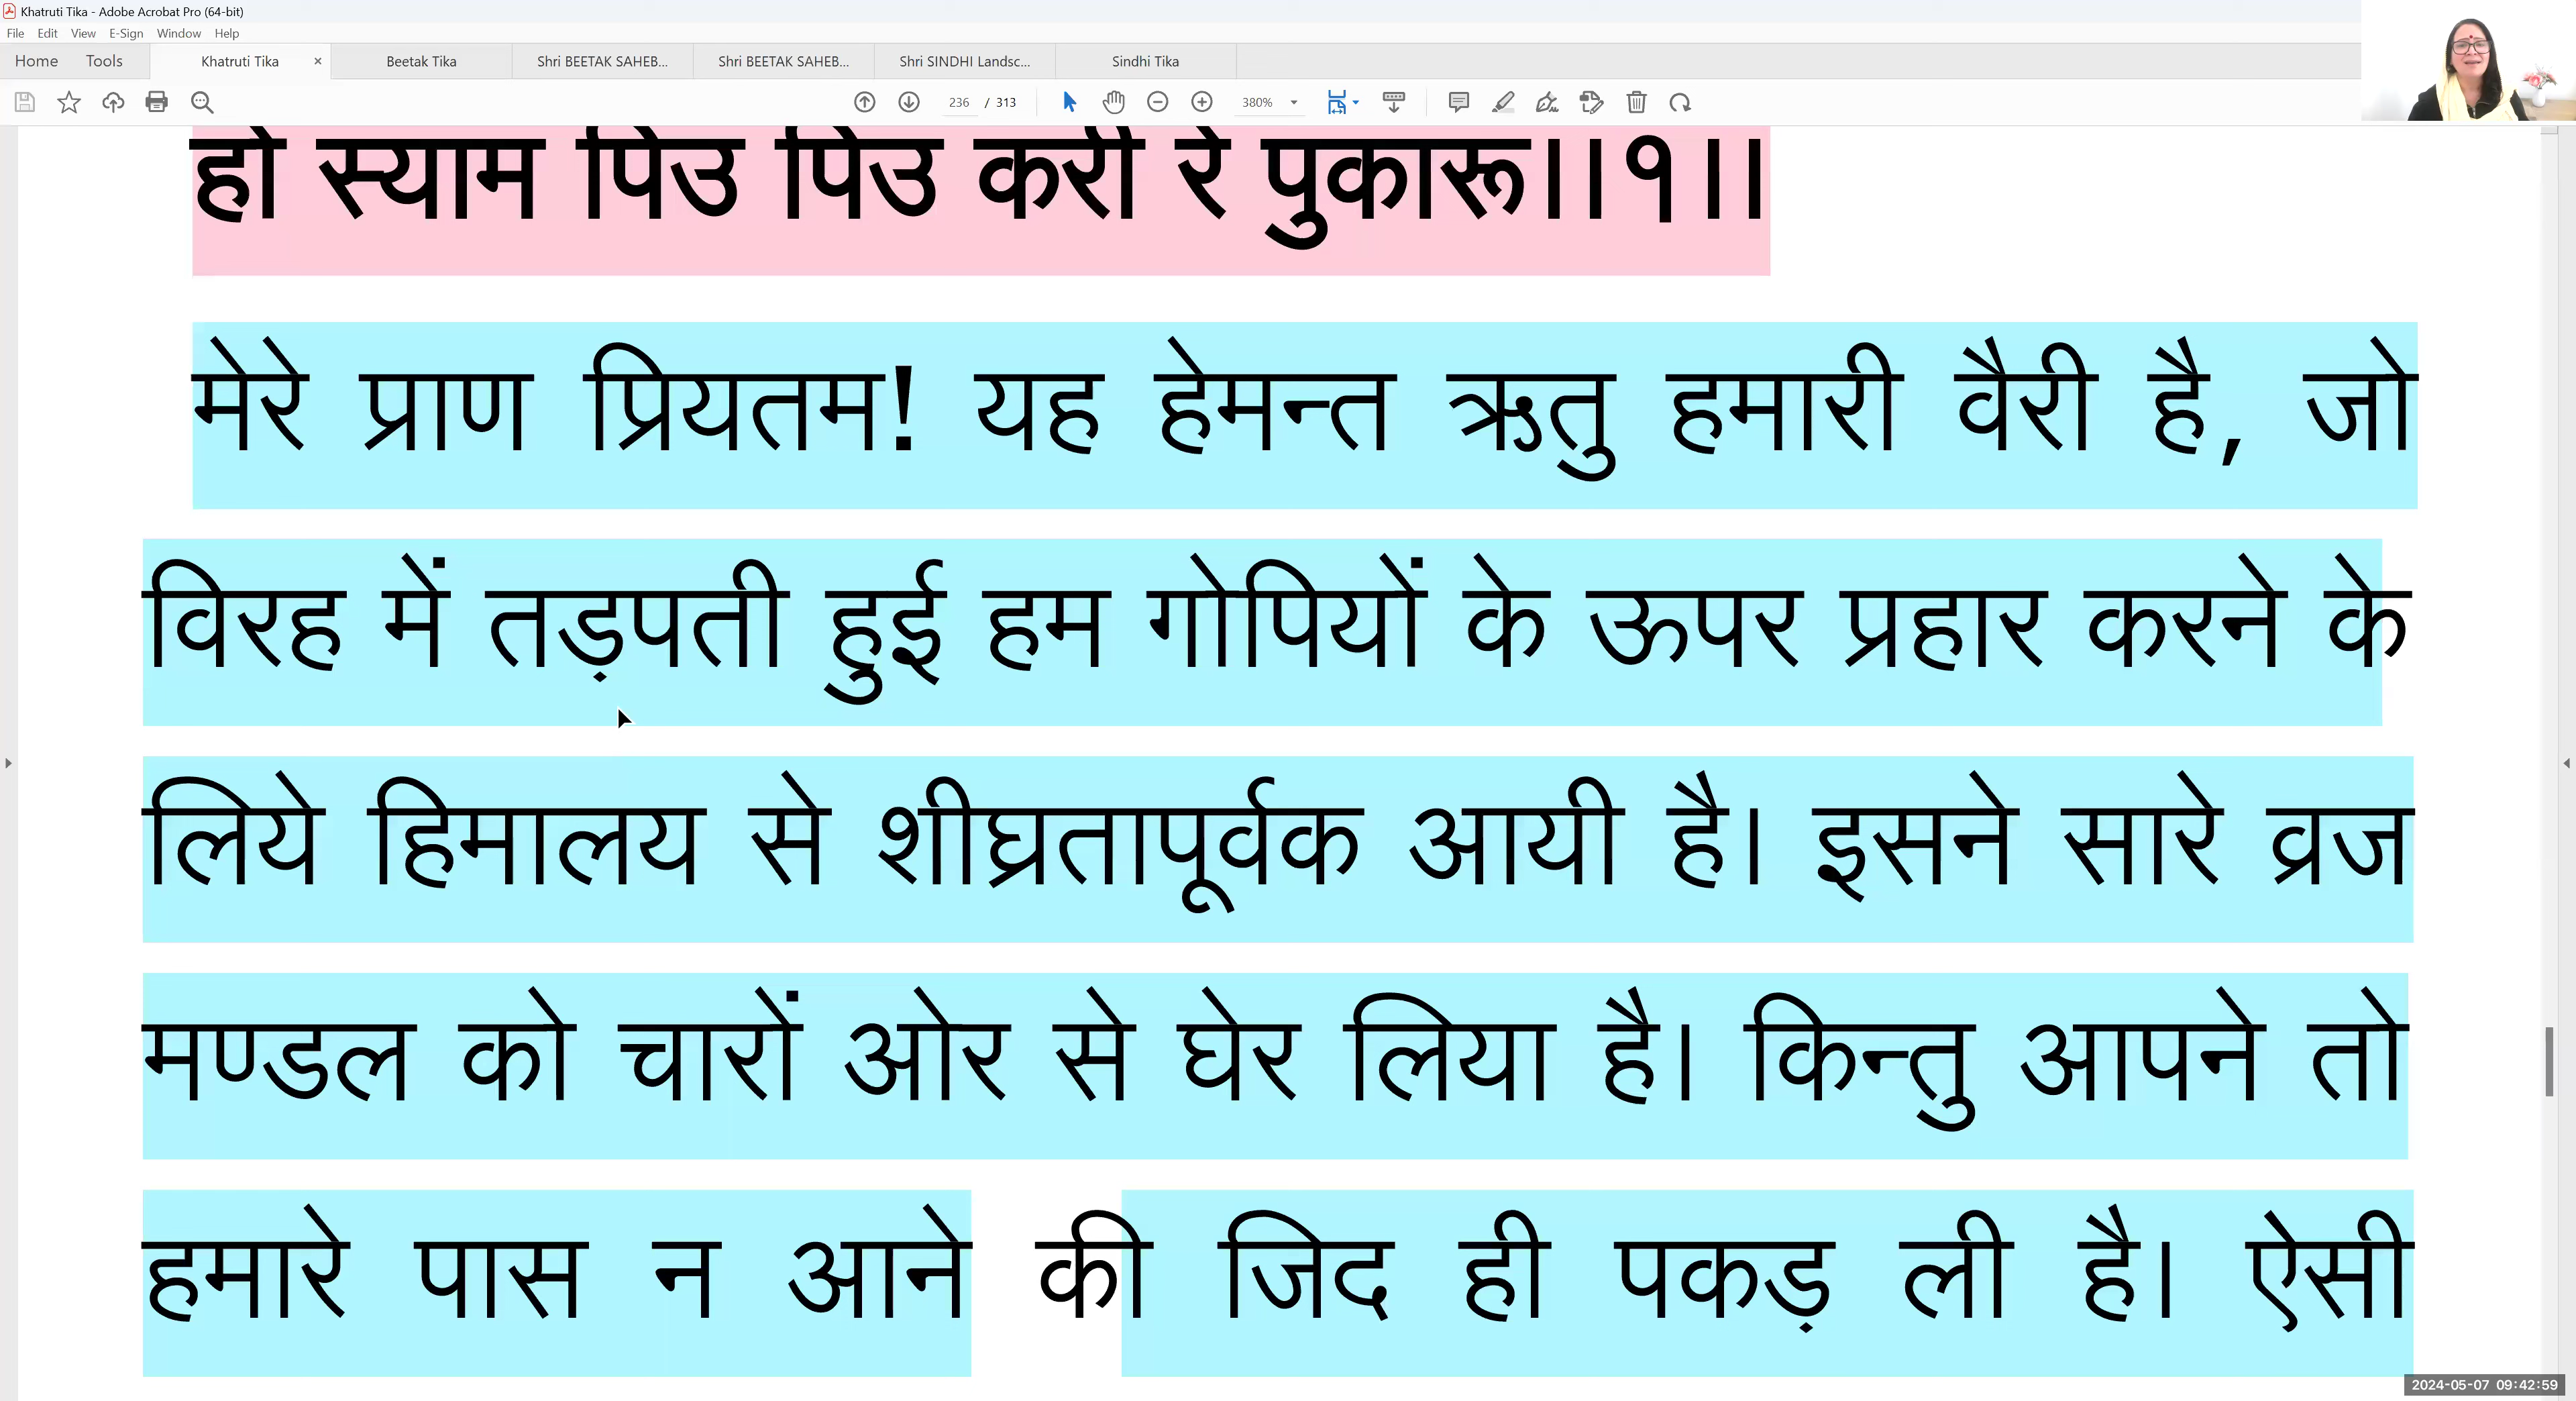 Khatruti Tika - Adobe Acrobat Pro (64-bit)
File Edit View E-Sign Window Help
Home Tools Khatruti Tika × Beetak Tika Shri BEETAK SAHEB... Shri BEETAK SAHEB... Shri SINDHI Landsc... Sindhi Tika
236 / 313 380%
हो स्याम पिउ पिउ करी रे पुकारू।।१।।
मेरे प्राण प्रियतम! यह हेमन्त ऋतु हमारी वैरी है, जो
विरह में तड़पती हुई हम गोपियों के ऊपर प्रहार करने के
लिये हिमालय से शीघ्रतापूर्वक आयी है। इसने सारे व्रज
मण्डल को चारों ओर से घेर लिया है। किन्तु आपने तो
हमारे पास न आने की जिद ही पकड़ ली है। ऐसी
2024-05-07 09:42:59